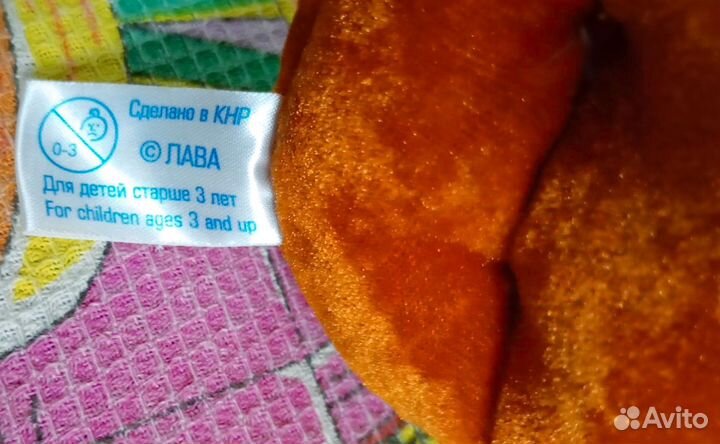 Сделано в КНР
0-3
© ЛАВА
Для детей старше 3 лет
For children ages 3 and up
Avito